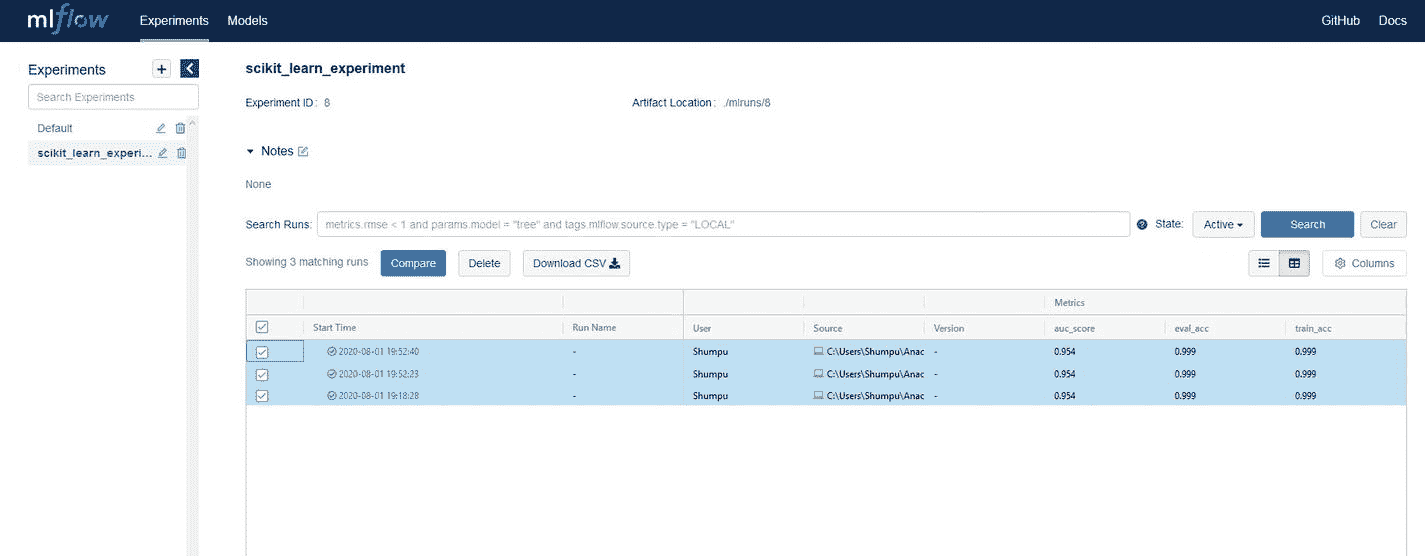 mlflow Experiments Models GitHub Docs
Experiments +
Search Experiments
Default
scikit_learn_experi...
scikit_learn_experiment
Experiment ID: 8 Artifact Location: ./mlruns/8
Notes
None
Search Runs: metrics.rmse < 1 and params.model = "tree" and tags.mlflow.source.type = "LOCAL" ? State: Active Search Clear
Showing 3 matching runs Compare Delete Download CSV Columns
Metrics
Start Time Run Name User Source Version auc_score eval_acc train_acc
2020-08-01 19:52:40 - Shumpu C:\Users\Shumpu\Anac - 0.954 0.999 0.999
2020-08-01 19:52:23 - Shumpu C:\Users\Shumpu\Anac - 0.954 0.999 0.999
2020-08-01 19:18:28 - Shumpu C:\Users\Shumpu\Anac - 0.954 0.999 0.999